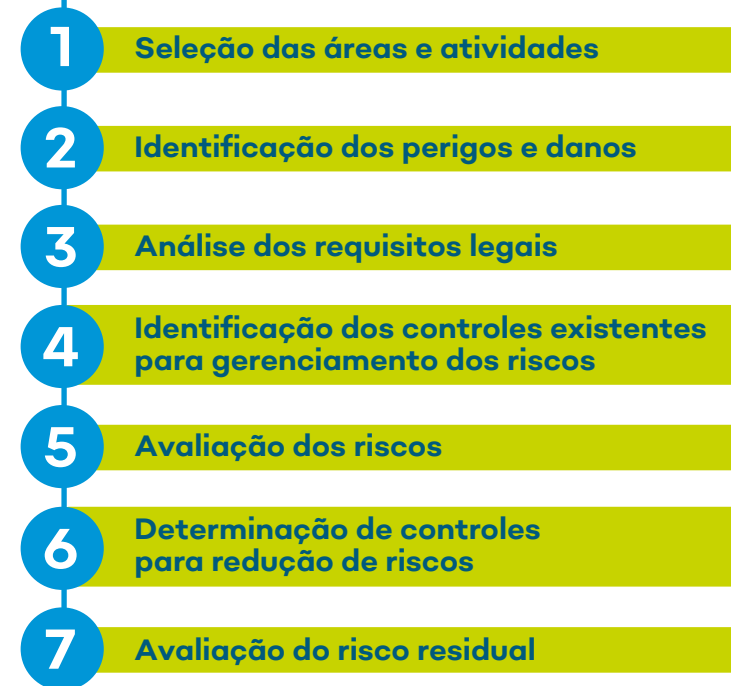 1
Seleção das áreas e atividades
2
Identificação dos perigos e danos
3
Análise dos requisitos legais
4
Identificação dos controles existentes
para gerenciamento dos riscos
5
Avaliação dos riscos
6
Determinação de controles
para redução de riscos
7
Avaliação do risco residual